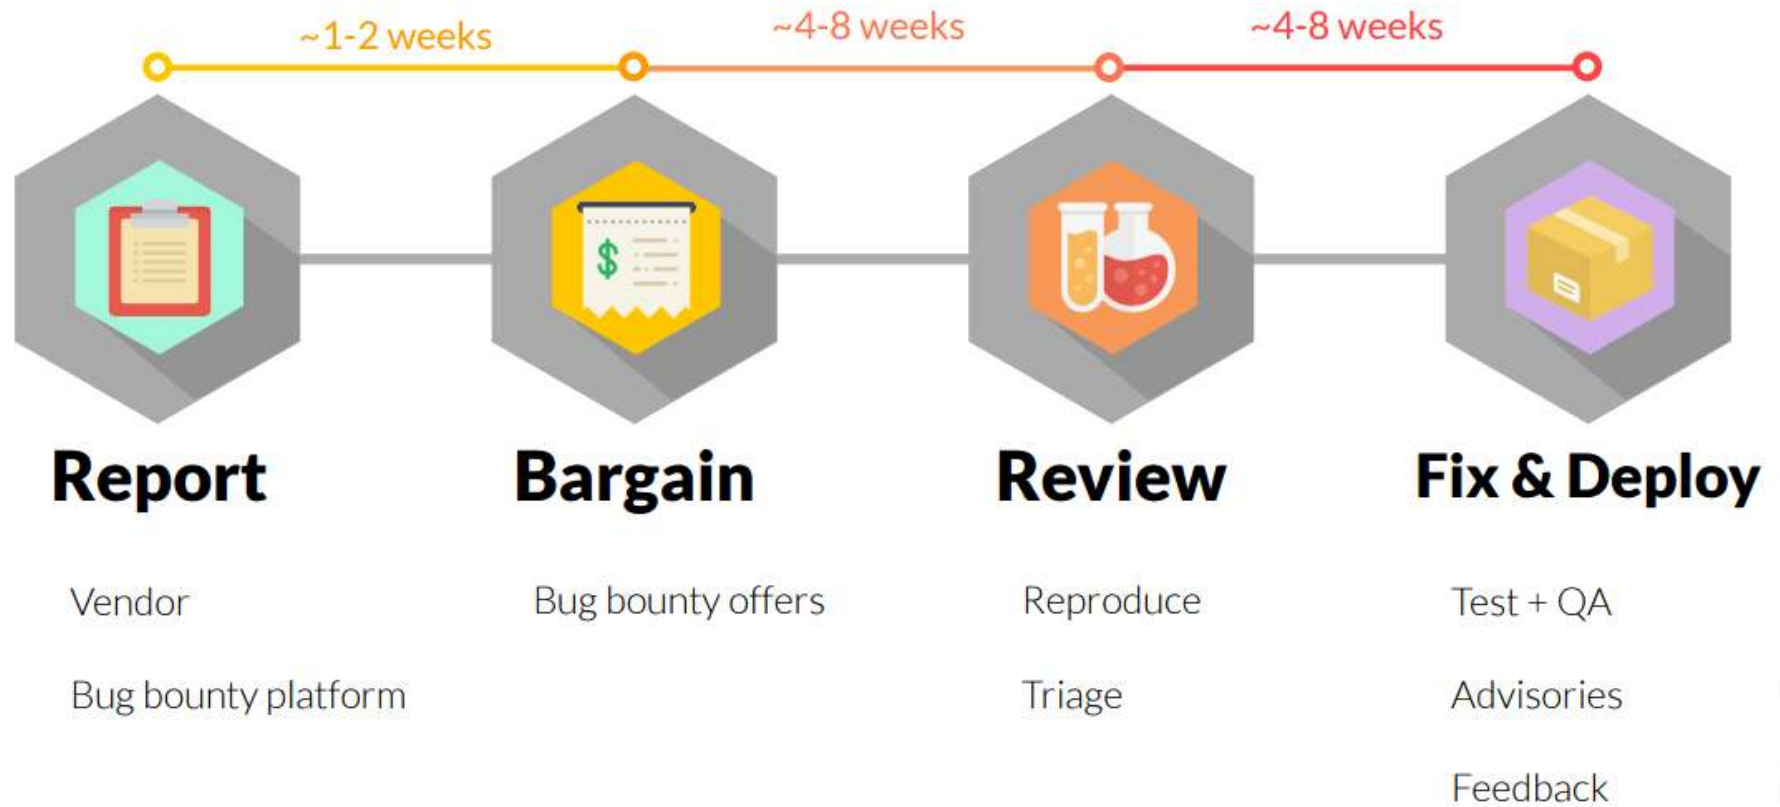 ~1-2 weeks
~4-8 weeks
~4-8 weeks
$
Report
Bargain
Review
Fix & Deploy
Vendor
Bug bounty offers
Reproduce
Test + QA
Bug bounty platform
Triage
Advisories
Feedback